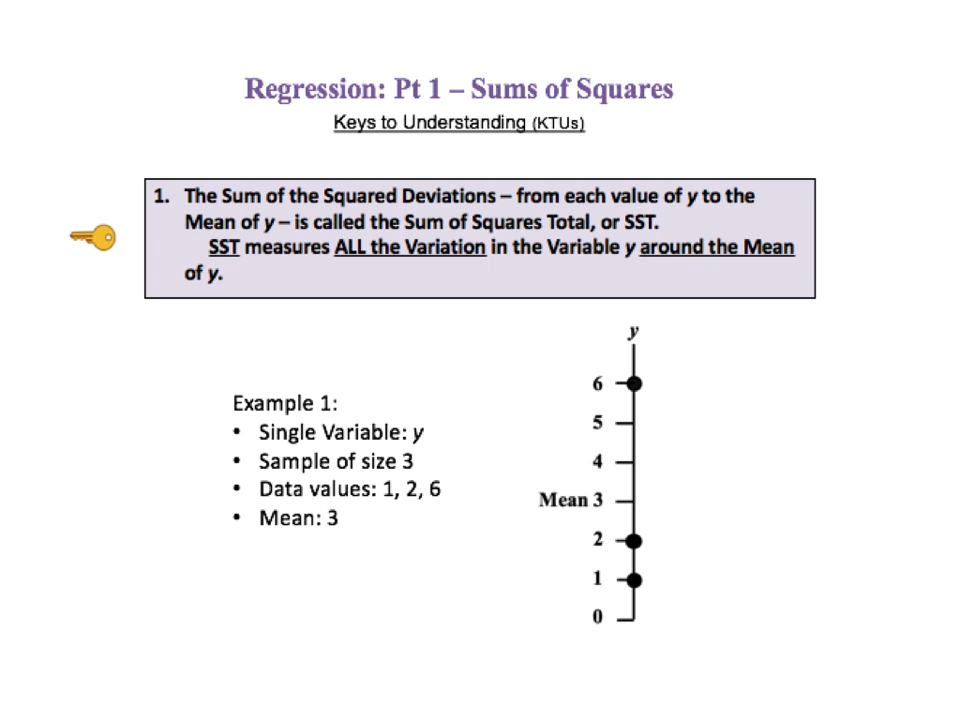 Regression: Pt 1 – Sums of Squares
Keys to Understanding (KTUs)
1. The Sum of the Squared Deviations – from each value of y to the
Mean of y – is called the Sum of Squares Total, or SST.
SST measures ALL the Variation in the Variable y around the Mean
of y.
Example 1:
• Single Variable: y
• Sample of size 3
• Data values: 1, 2, 6
• Mean: 3
y
6
5
4
Mean 3
2
1
0